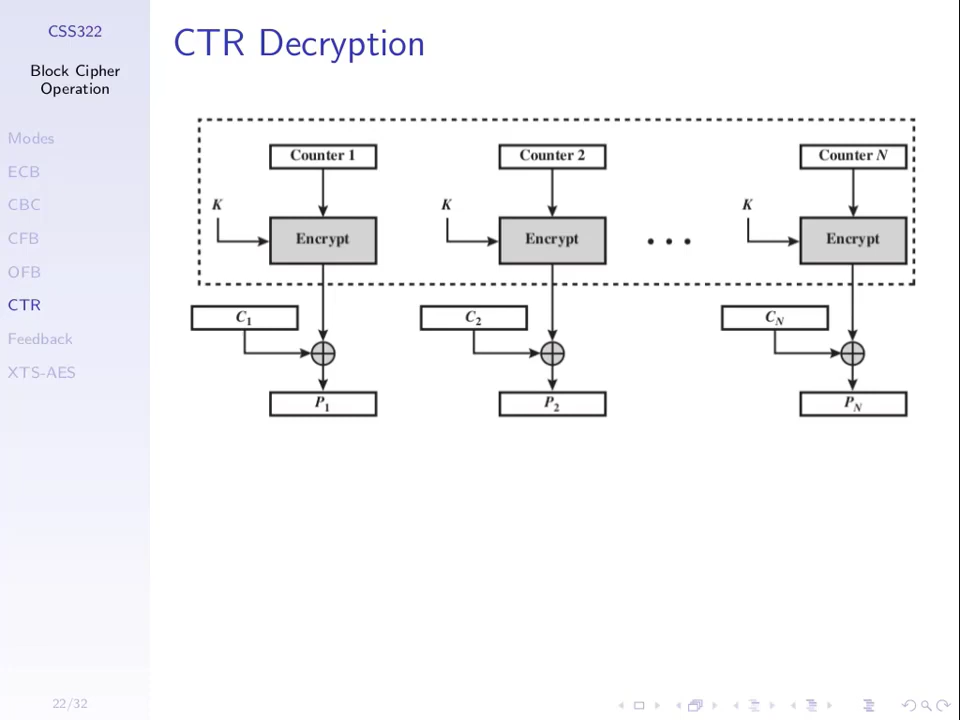 CSS322
Block Cipher
Operation
Modes
ECB
CBC
CFB
OFB
CTR
Feedback
XTS-AES
22/32
CTR Decryption
Counter 1
Counter 2
Counter N
K
K
K
Encrypt
Encrypt
• • •
Encrypt
C1
C2
CN
P1
P2
PN